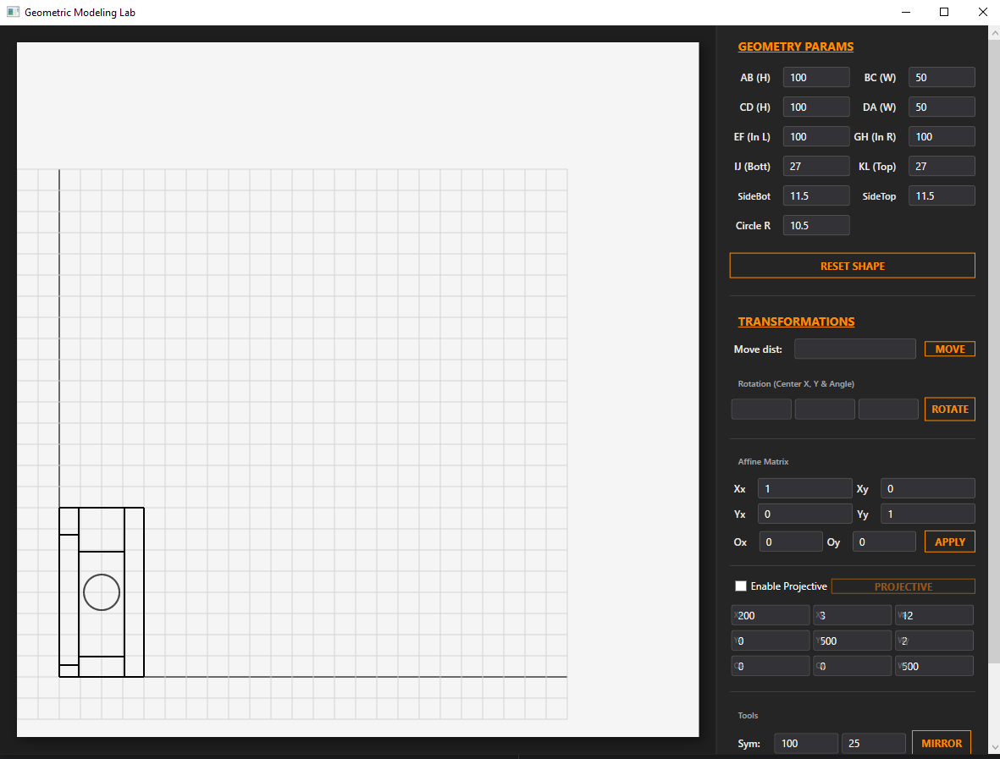 Geometric Modeling Lab
GEOMETRY PARAMS
AB (H) 100 BC (W) 50
CD (H) 100 DA (W) 50
EF (In L) 100 GH (In R) 100
IJ (Bott) 27 KL (Top) 27
SideBot 11.5 SideTop 11.5
Circle R 10.5
RESET SHAPE
TRANSFORMATIONS
Move dist: MOVE
Rotation (Center X, Y & Angle)
ROTATE
Affine Matrix
Xx 1 Xy 0
Yx 0 Yy 1
Ox 0 Oy 0 APPLY
Enable Projective PROJECTIVE
200 3 12
0 500 2
0 0 500
Tools
Sym: 100 25 MIRROR